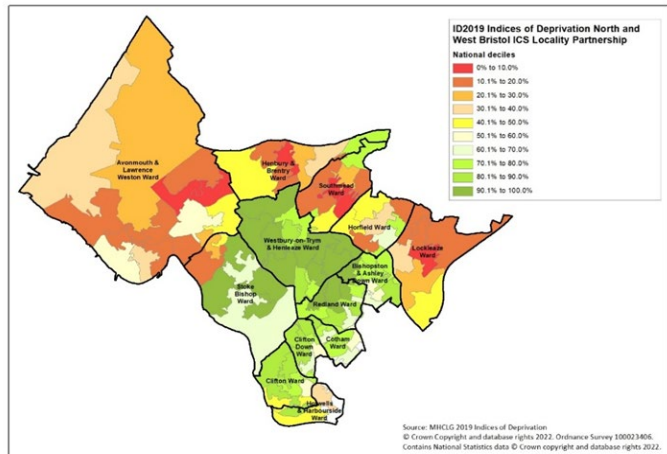 ID2019 Indices of Deprivation North and
West Bristol ICS Locality Partnership
National deciles
0% to 10.0%
10.1% to 20.0%
20.1% to 30.0%
30.1% to 40.0%
40.1% to 50.0%
50.1% to 60.0%
60.1% to 70.0%
70.1% to 80.0%
80.1% to 90.0%
90.1% to 100.0%
Avonmouth &
Lawrence
Weston Ward
Henbury &
Brentry
Ward
Southmead
Ward
Horfield Ward
Lockleaze
Ward
Westbury-on-Trym
& Henleaze Ward
Bishopston
& Ashley
Down Ward
Stoke
Bishop
Ward
Redland Ward
Clifton
Down
Ward
Cotham
Ward
Clifton Ward
Hotwells
& Harbourside
Ward
Source: MHCLG 2019 Indices of Deprivation
© Crown Copyright and database rights 2022. Ordnance Survey 100023406.
Contains National Statistics data © Crown copyright and database rights 2022.